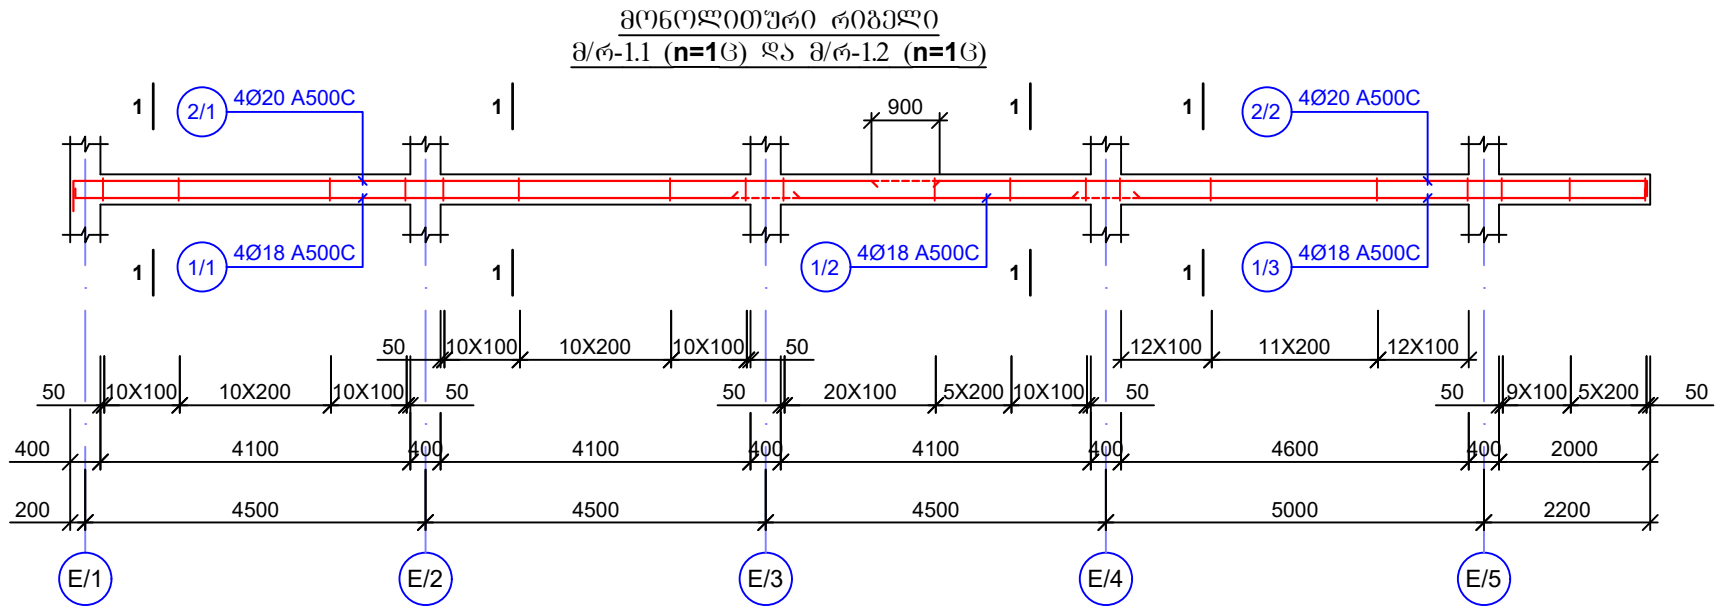 მონოლითური რიგელი
მ/რ-1.1 (n=1ც) და მ/რ-1.2 (n=1ც)
1 2/1 4Ø20 A500C 1 900 1 1 2/2 4Ø20 A500C
1 1/1 4Ø18 A500C 1 1/2 4Ø18 A500C 1 1 1/3 4Ø18 A500C
50 10X100 10X200 10X100 50 12X100 11X200 12X100
50 10X100 10X200 10X100 50 50 20X100 5X200 10X100 50 50 9X100 5X200 50
400 4100 400 4100 400 4100 400 4600 400 2000
200 4500 4500 4500 5000 2200
E/1 E/2 E/3 E/4 E/5